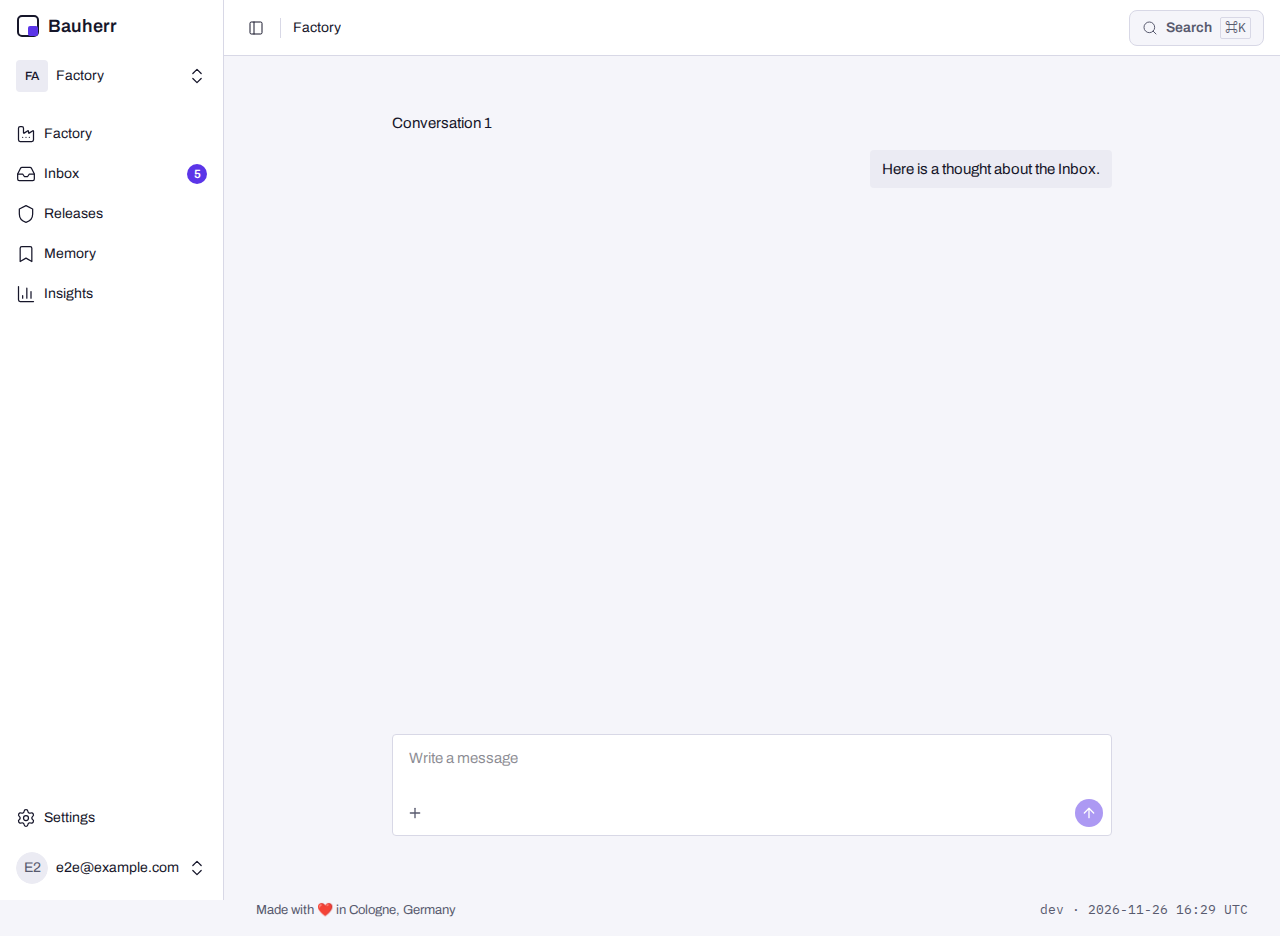 Bauherr
FA Factory
Factory
Inbox 5
Releases
Memory
Insights
Settings
E2 e2e@example.com
Factory
Search ⌘K
Conversation 1
Here is a thought about the Inbox.
Write a message
Made with ❤️ in Cologne, Germany
dev · 2026-11-26 16:29 UTC